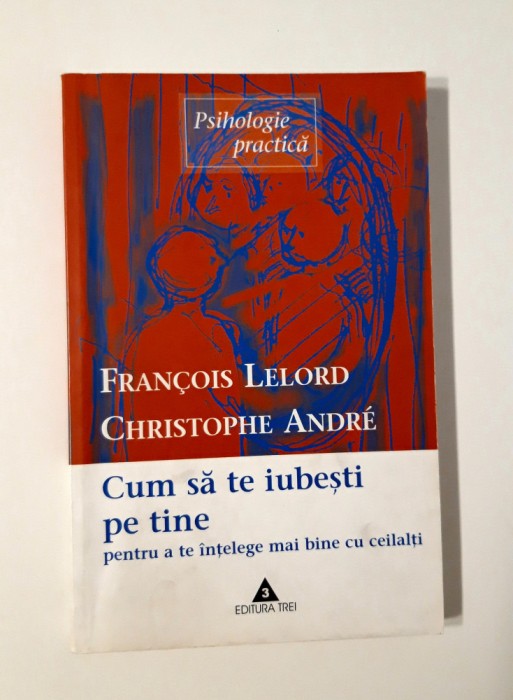 Psihologie
practică
FRANÇOIS LELORD
CHRISTOPHE ANDRÉ
Cum să te iubești
pe tine
pentru a te înțelege mai bine cu ceilalți
3
EDITURA TREI